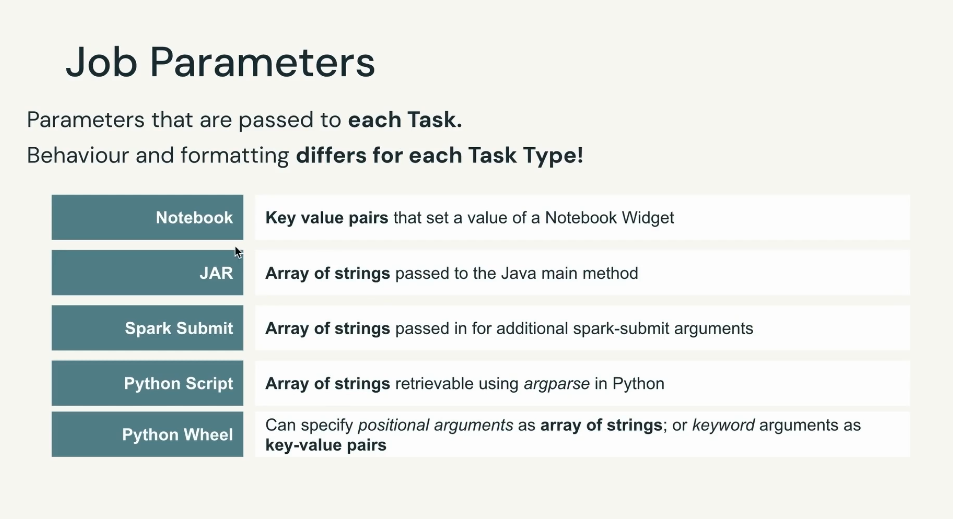 Job Parameters
Parameters that are passed to each Task.
Behaviour and formatting differs for each Task Type!
Notebook
Key value pairs that set a value of a Notebook Widget
JAR
Array of strings passed to the Java main method
Spark Submit
Array of strings passed in for additional spark-submit arguments
Python Script
Array of strings retrievable using argparse in Python
Python Wheel
Can specify positional arguments as array of strings; or keyword arguments as
key-value pairs